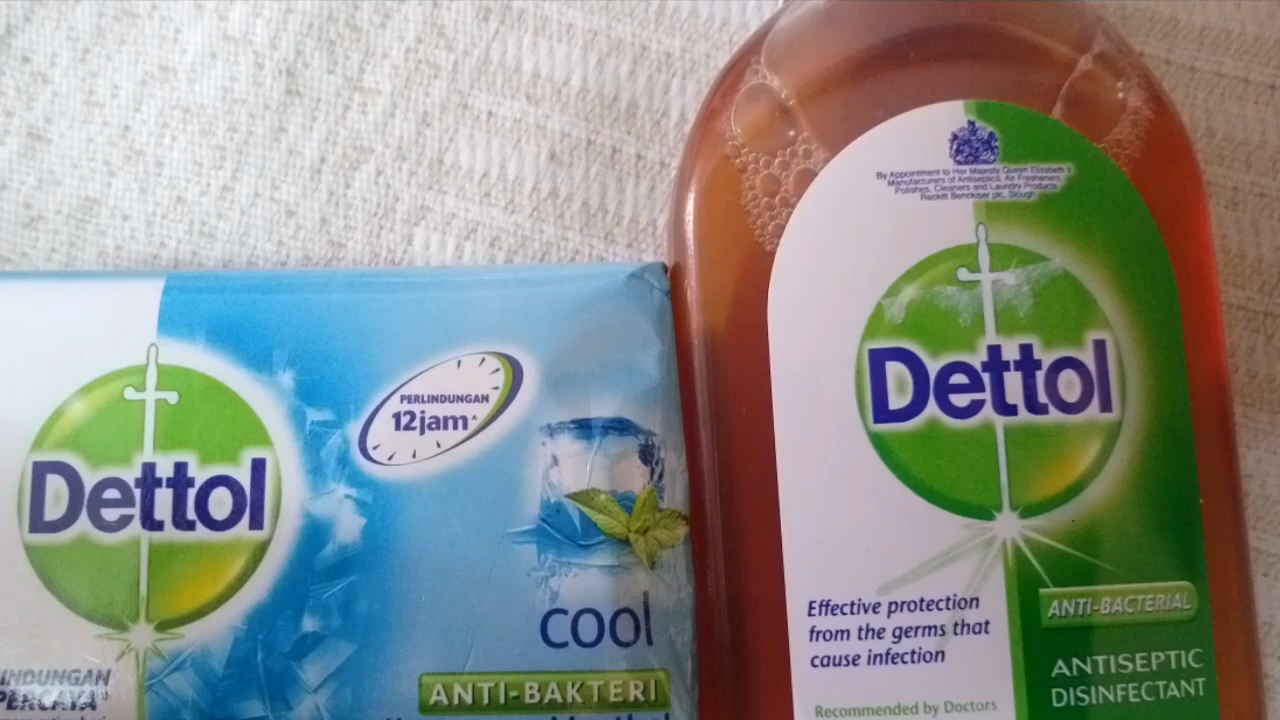 Dettol
PERLINDUNGAN
12jam^
cool
ANTI-BAKTERI
By Appointment to Her Majesty Queen Elizabeth II
Manufacturers of Antiseptics, Air Fresheners,
Polishes, Cleaners and Laundry Products
Reckitt Benckiser plc, Slough
Dettol
Effective protection
from the germs that
cause infection
Recommended by Doctors
ANTI-BACTERIAL
ANTISEPTIC
DISINFECTANT